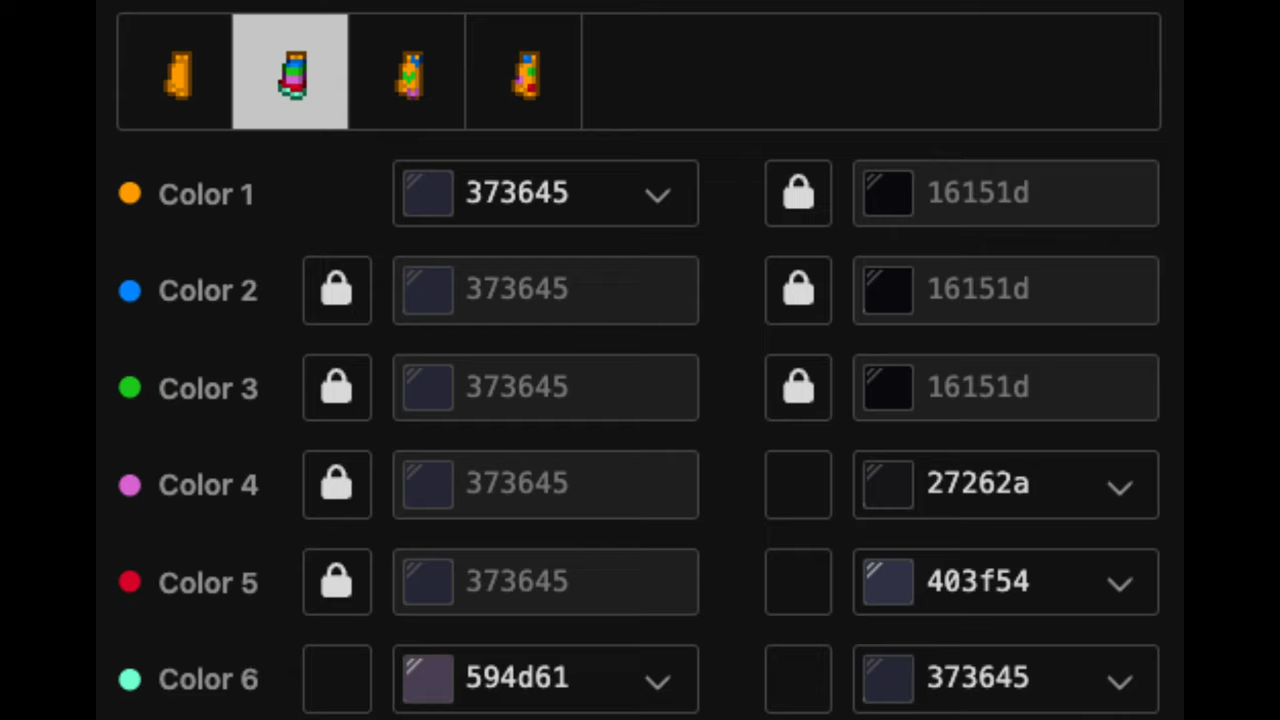 Color 1 373645 16151d
Color 2 373645 16151d
Color 3 373645 16151d
Color 4 373645 27262a
Color 5 373645 403f54
Color 6 594d61 373645